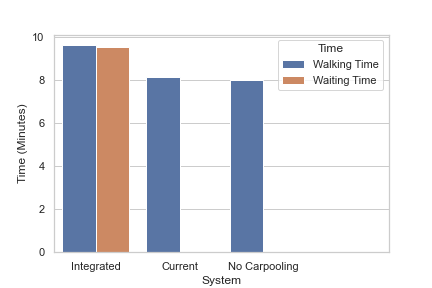 Time
Walking Time
Waiting Time
10
8
6
4
2
0
Time (Minutes)
Integrated
Current
No Carpooling
System